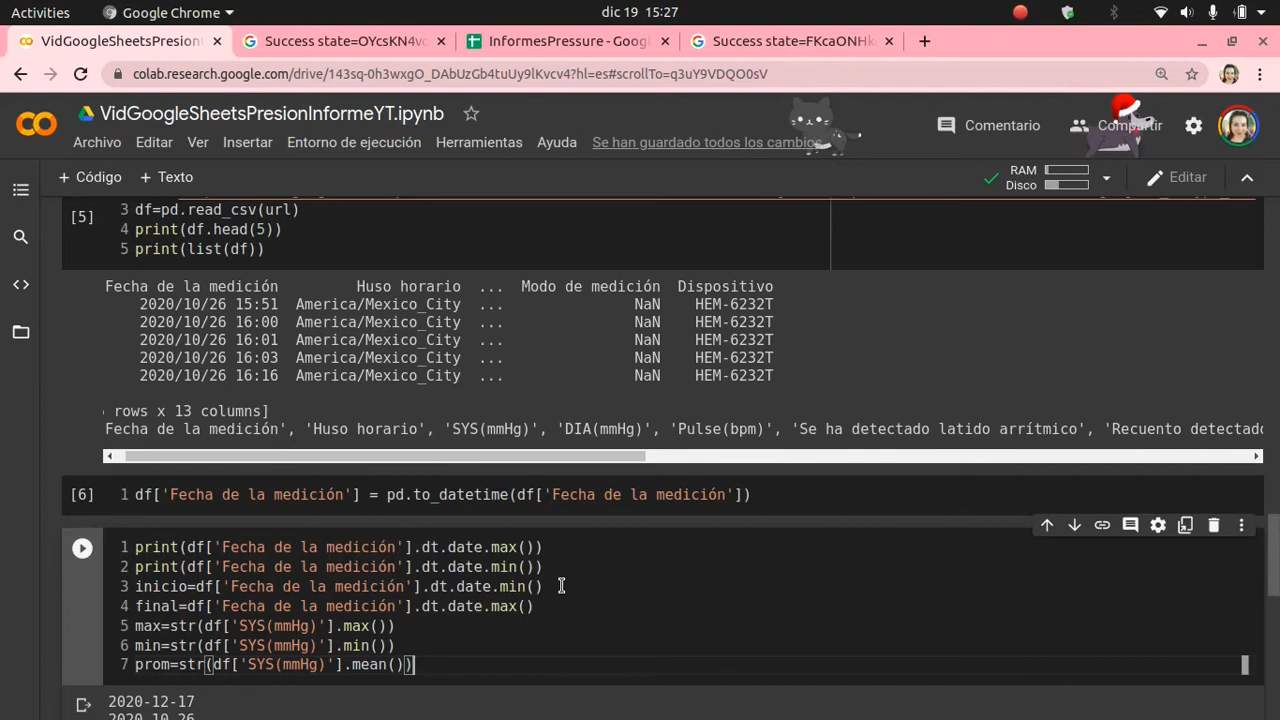 Actividades Google Chrome dic 19 15:27
VidGoogleSheetsPresionI Success state=OYcsKN4v InformesPressure - Goog Success state=FKcaONHk
colab.research.google.com/drive/143sq-0h3wxgO_DAbUzGb4tuUy9lKvcv4?hl=es#scrollTo=q3uY9VDQO0sV
VidGoogleSheetsPresionInformeYT.ipynb
Comentario Compartir
Archivo Editar Ver Insertar Entorno de ejecución Herramientas Ayuda Se han guardado todos los cambios
+ Código + Texto RAM Disco Editar
[5] 3 df=pd.read_csv(url)
4 print(df.head(5))
5 print(list(df))
Fecha de la medición Huso horario ... Modo de medición Dispositivo
2020/10/26 15:51 America/Mexico_City ... NaN HEM-6232T
2020/10/26 16:00 America/Mexico_City ... NaN HEM-6232T
2020/10/26 16:01 America/Mexico_City ... NaN HEM-6232T
2020/10/26 16:03 America/Mexico_City ... NaN HEM-6232T
2020/10/26 16:16 America/Mexico_City ... NaN HEM-6232T
rows x 13 columns]
Fecha de la medición', 'Huso horario', 'SYS(mmHg)', 'DIA(mmHg)', 'Pulse(bpm)', 'Se ha detectado latido arrítmico', 'Recuento detectado
[6] 1 df['Fecha de la medición'] = pd.to_datetime(df['Fecha de la medición'])
1 print(df['Fecha de la medición'].dt.date.max())
2 print(df['Fecha de la medición'].dt.date.min())
3 inicio=df['Fecha de la medición'].dt.date.min()
4 final=df['Fecha de la medición'].dt.date.max()
5 max=str(df['SYS(mmHg)'].max())
6 min=str(df['SYS(mmHg)'].min())
7 prom=str(df['SYS(mmHg)'].mean())
2020-12-17
2020-10-26